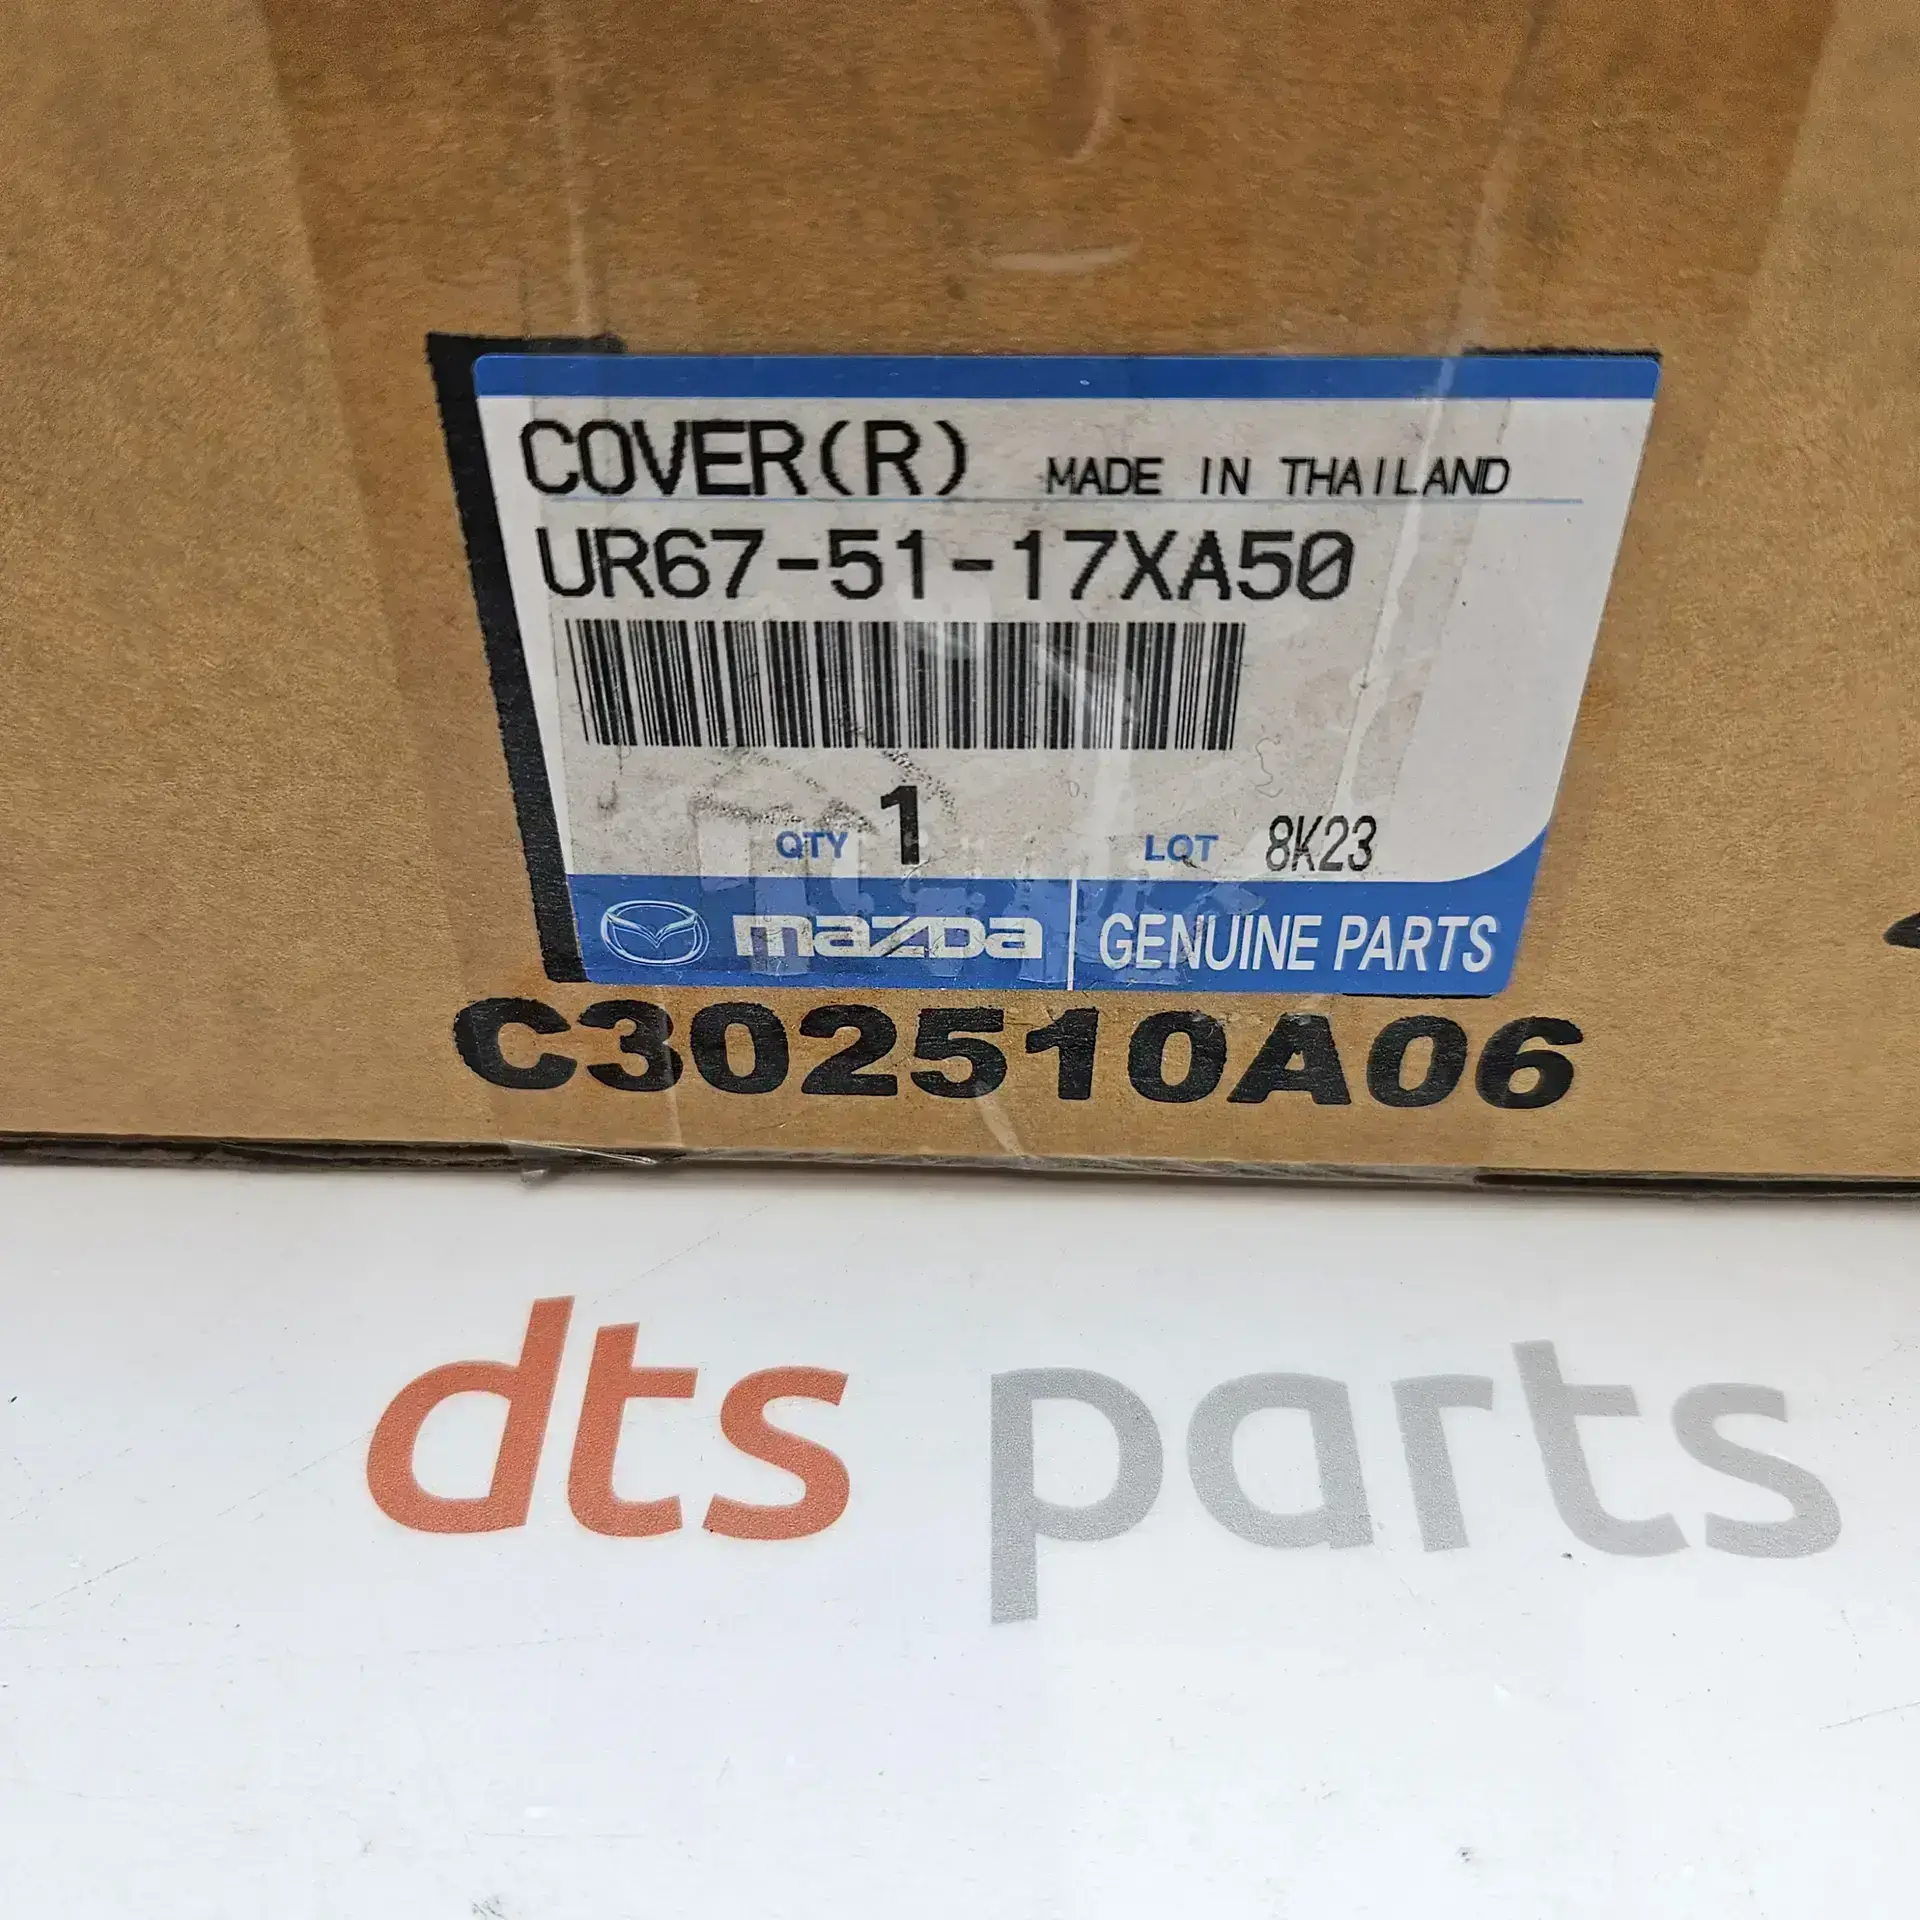 COVER(R) MADE IN THAILAND
UR67-51-17XA50
QTY 1 LOT 8K23
mazda GENUINE PARTS
C302510A06
dts parts